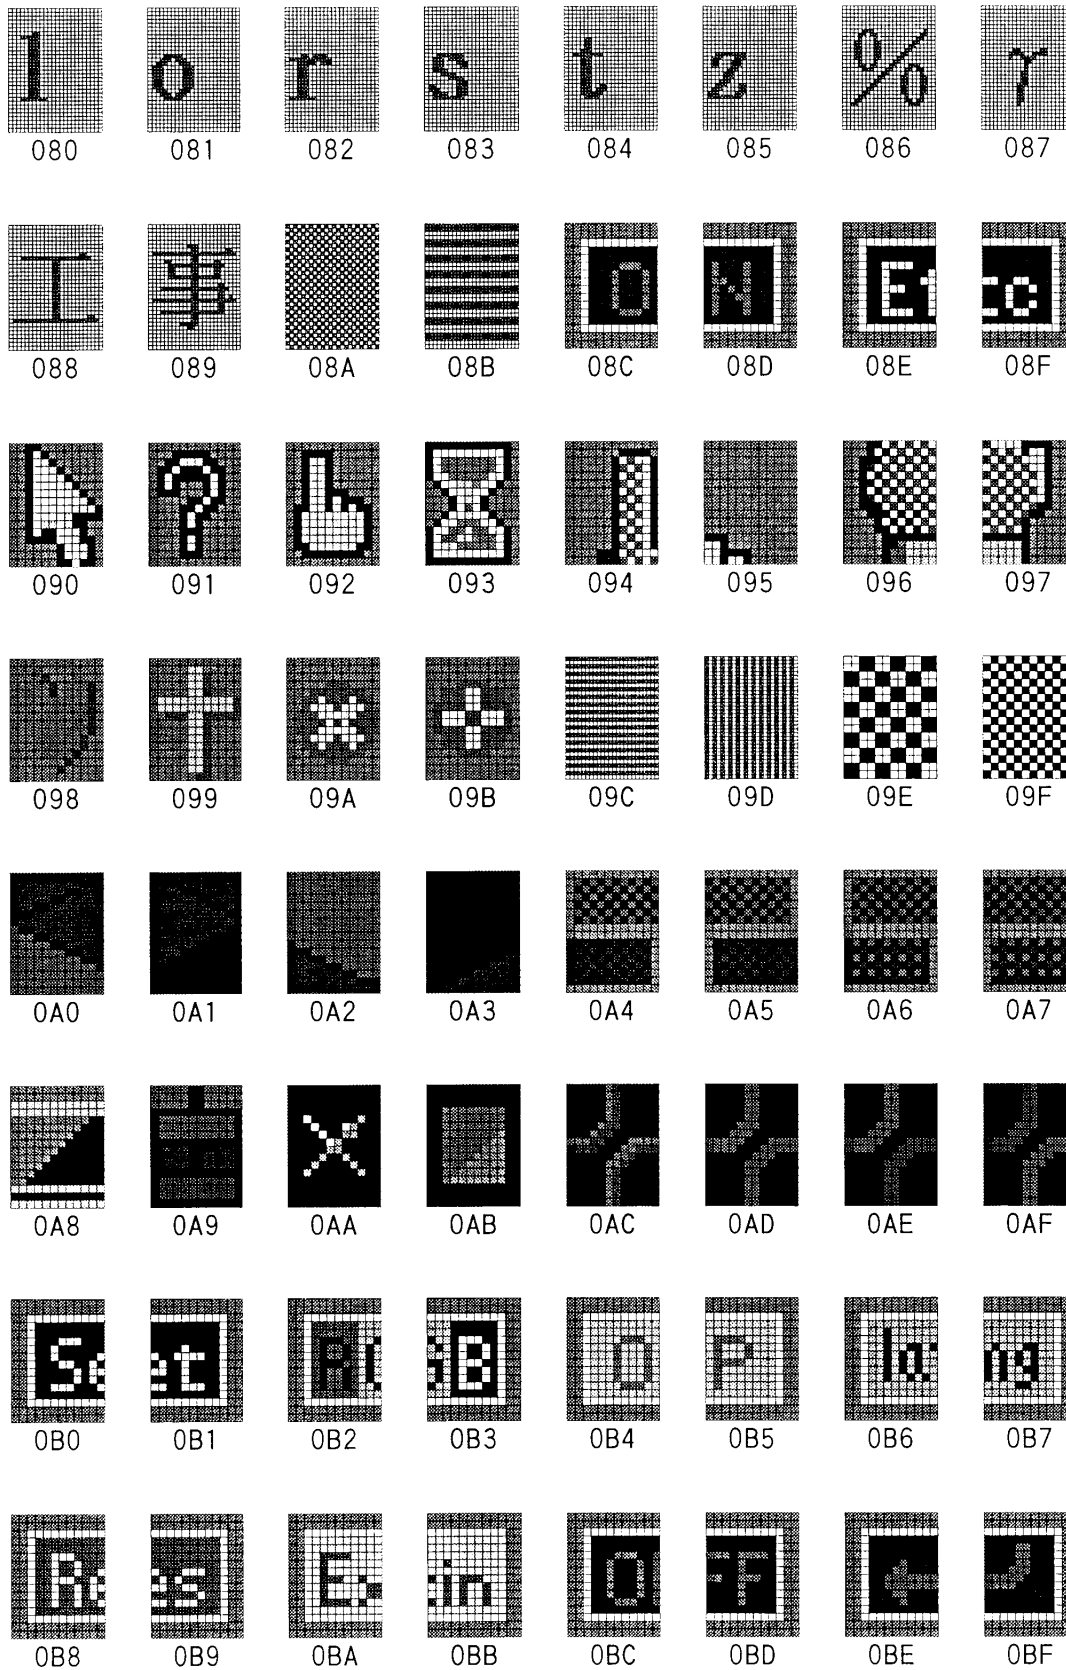 l o r s t z % γ
080 081 082 083 084 085 086 087
工 事 O N Ef cc
088 089 08A 08B 08C 08D 08E 08F
?
090 091 092 093 094 095 096 097
098 099 09A 09B 09C 09D 09E 09F
0A0 0A1 0A2 0A3 0A4 0A5 0A6 0A7
0A8 0A9 0AA 0AB 0AC 0AD 0AE 0AF
R B O P
0B0 0B1 0B2 0B3 0B4 0B5 0B6 0B7
in O F
0B8 0B9 0BA 0BB 0BC 0BD 0BE 0BF